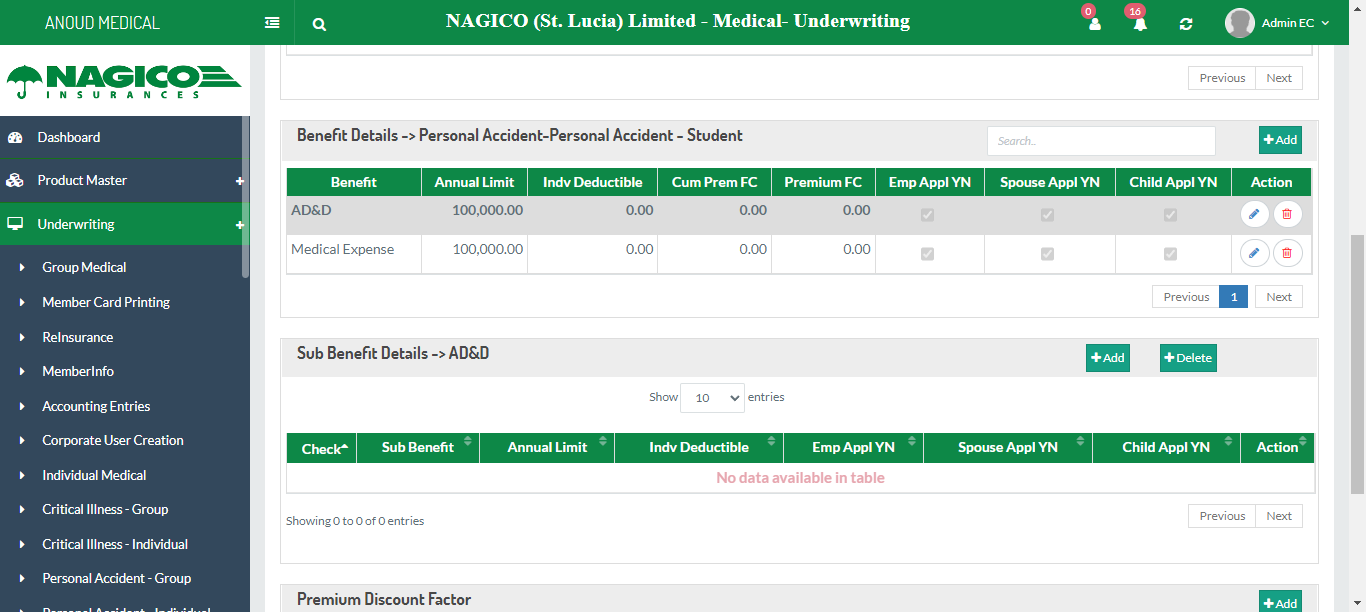 ANOUD MEDICAL
NAGICO (St. Lucia) Limited - Medical- Underwriting
0
16
Admin EC
NAGICO
INSURANCES
Dashboard
Product Master
Underwriting
Group Medical
Member Card Printing
ReInsurance
MemberInfo
Accounting Entries
Corporate User Creation
Individual Medical
Critical Illness - Group
Critical Illness - Individual
Personal Accident - Group
Personal Accident - Individual
Previous Next
Benefit Details -> Personal Accident-Personal Accident - Student
Search..
+Add
Benefit Annual Limit Indv Deductible Cum Prem FC Premium FC Emp Appl YN Spouse Appl YN Child Appl YN Action
AD&D 100,000.00 0.00 0.00 0.00
Medical Expense 100,000.00 0.00 0.00 0.00
Previous 1 Next
Sub Benefit Details -> AD&D
+Add +Delete
Show 10 entries
Check Sub Benefit Annual Limit Indv Deductible Emp Appl YN Spouse Appl YN Child Appl YN Action
No data available in table
Showing 0 to 0 of 0 entries
Previous Next
Premium Discount Factor
+Add